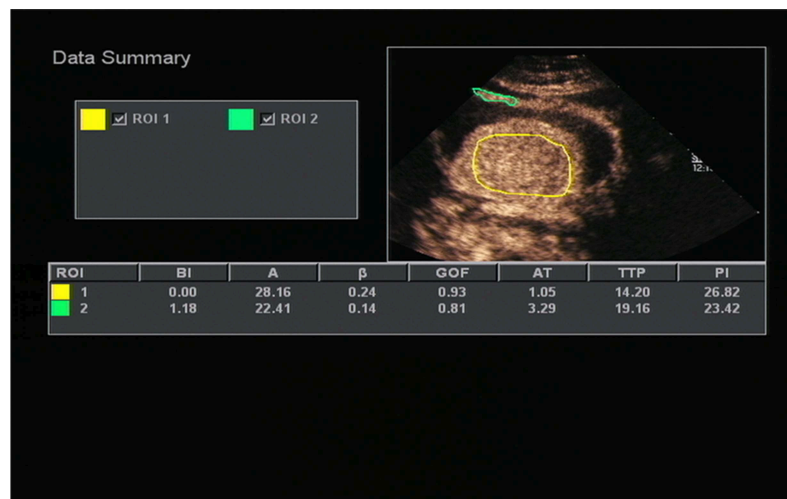 Data Summary
ROI 1 ROI 2
ROI BI A β GOF AT TTP PI
1 0.00 28.16 0.24 0.93 1.05 14.20 26.82
2 1.18 22.41 0.14 0.81 3.29 19.16 23.42